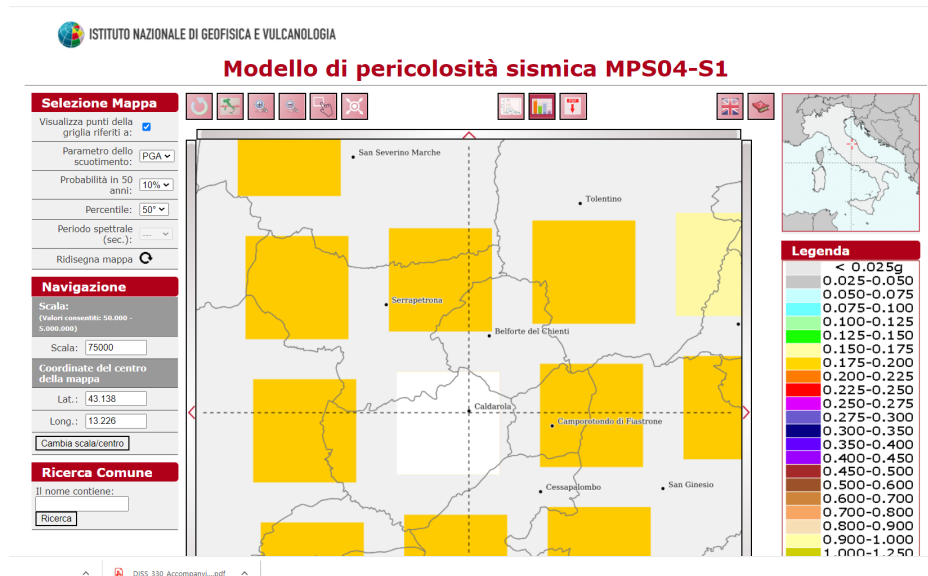 ISTITUTO NAZIONALE DI GEOFISICA E VULCANOLOGIA
Modello di pericolosità sismica MPS04-S1
Selezione Mappa
Visualizza punti della
griglia riferiti a:
Parametro dello
scuotimento:
PGA
Probabilità in 50
anni:
10%
Percentile:
50°
Periodo spettrale
(sec.):
---
Ridisegna mappa
Navigazione
Scala:
(Valori consentiti: 50.000 -
5.000.000)
Scala:
75000
Coordinate del centro
della mappa
Lat.:
43.138
Long.:
13.226
Cambia scala/centro
Ricerca Comune
Il nome contiene:
Ricerca
San Severino Marche
Tolentino
Serrapetrona
Belforte del Chienti
Caldarola
Camporotondo di Fiastrone
Cessapalombo
San Ginesio
Legenda
< 0.025g
0.025-0.050
0.050-0.075
0.075-0.100
0.100-0.125
0.125-0.150
0.150-0.175
0.175-0.200
0.200-0.225
0.225-0.250
0.250-0.275
0.275-0.300
0.300-0.350
0.350-0.400
0.400-0.450
0.450-0.500
0.500-0.600
0.600-0.700
0.700-0.800
0.800-0.900
0.900-1.000
1.000-1.250
DISS_330_Accompanyi....pdf